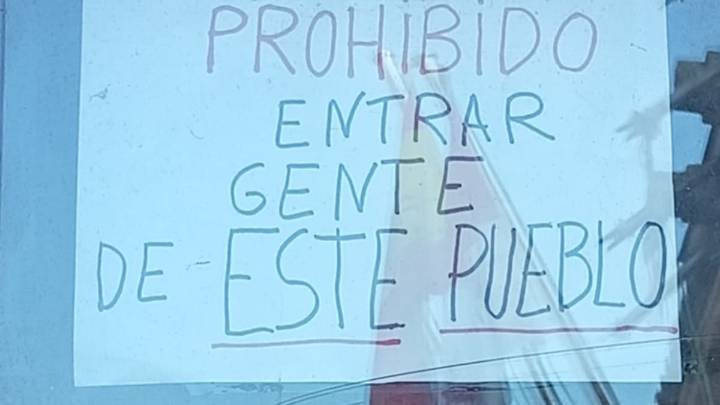 PROHIBIDO
ENTRAR
GENTE
DE ESTE PUEBLO